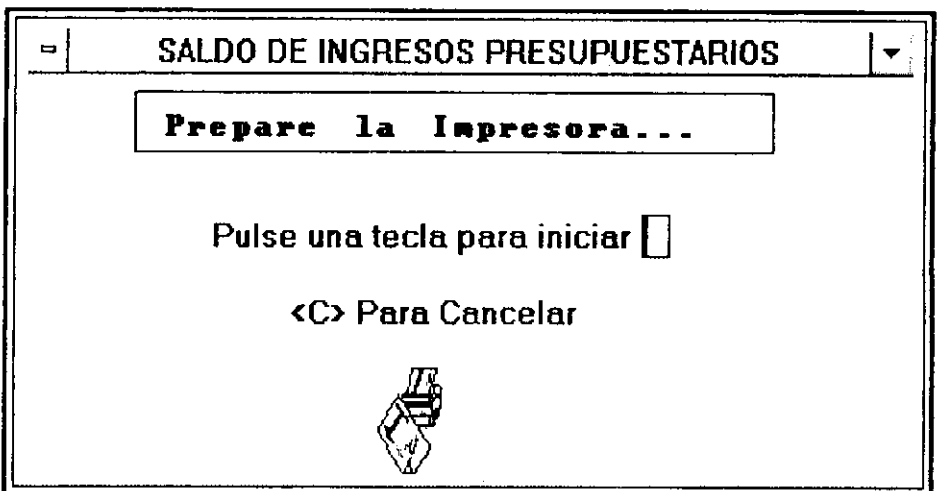 SALDO DE INGRESOS PRESUPUESTARIOS
Prepare la Impresora...
Pulse una tecla para iniciar
<C> Para Cancelar